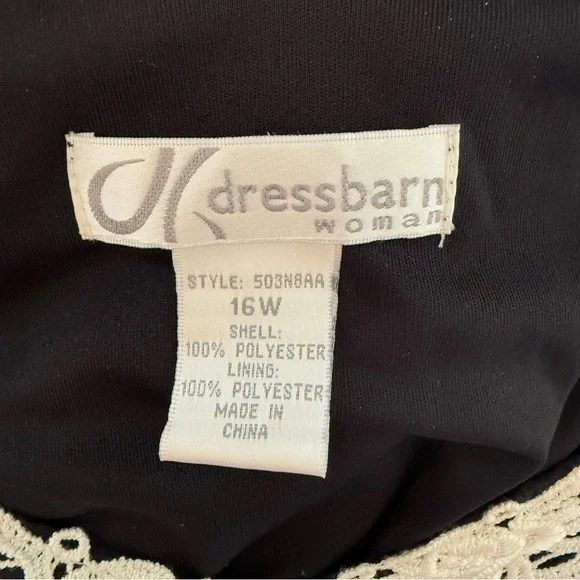 dressbarn
woman
STYLE: 503N8AA
16W
SHELL:
100% POLYESTER
LINING:
100% POLYESTER
MADE IN
CHINA